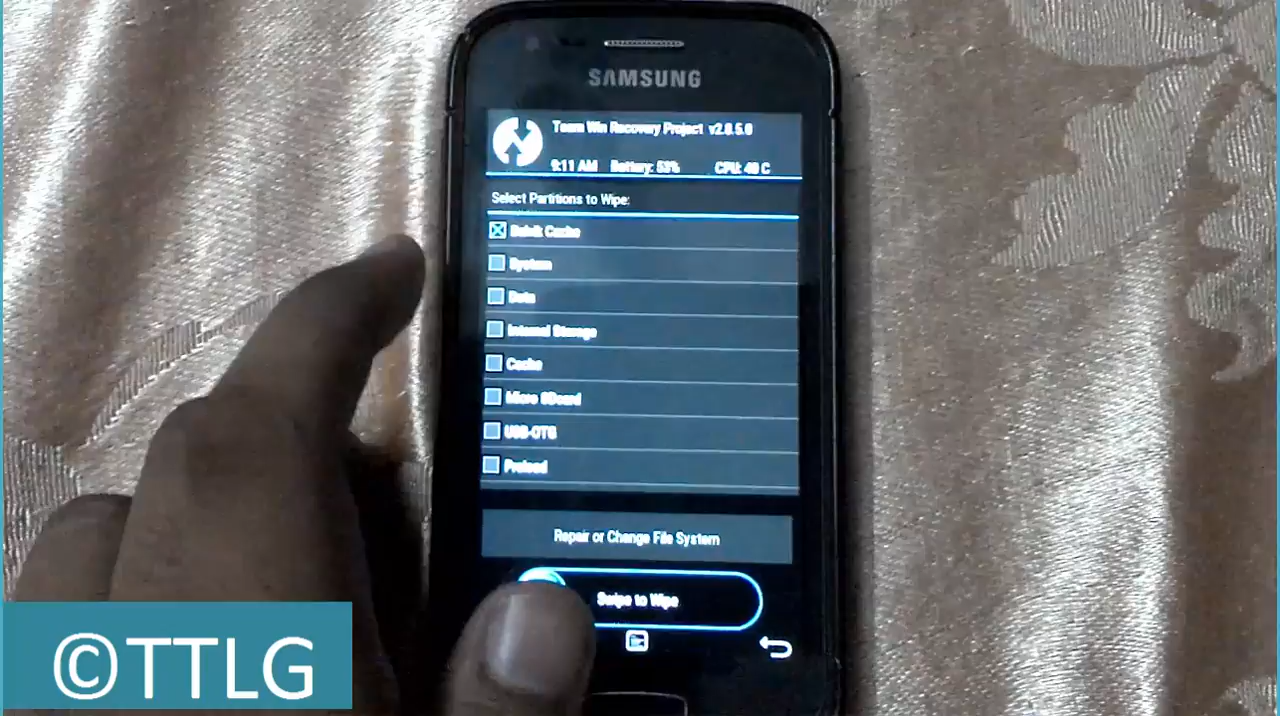 SAMSUNG
Team Win Recovery Project v2.8.5.0
9:11 AM Battery: 53% CPU: 40 C
Select Partitions to Wipe:
Dalvik Cache
System
Data
Internal Storage
Cache
Micro SDcard
USB-OTG
Preload
Repair or Change File System
Swipe to Wipe
©TTLG